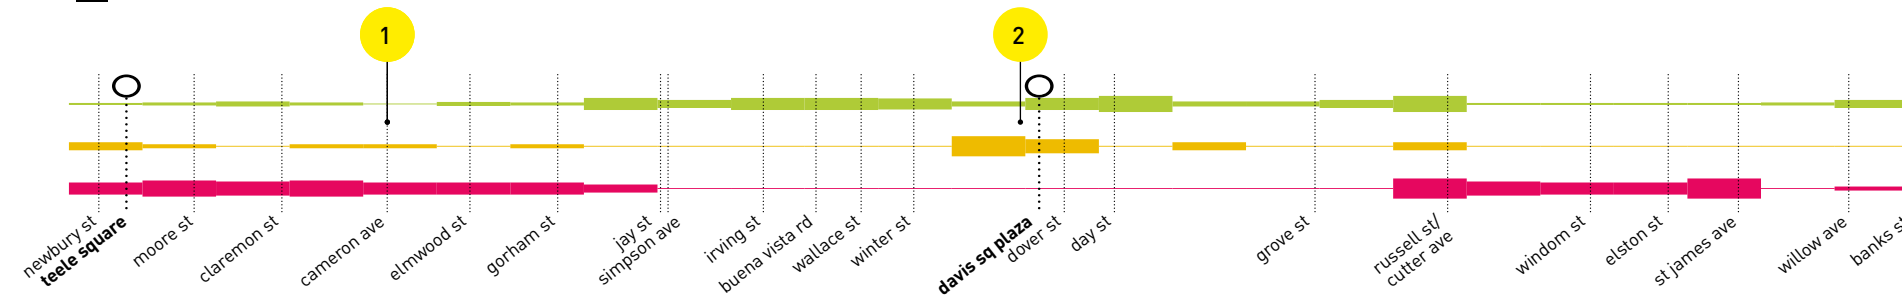 1
2
newbury st
teele square
moore st
claremon st
cameron ave
elmwood st
gorham st
jay st
simpson ave
irving st
buena vista rd
wallace st
winter st
davis sq plaza
dover st
day st
grove st
russell st/
cutter ave
windom st
elston st
st james ave
willow ave
banks s